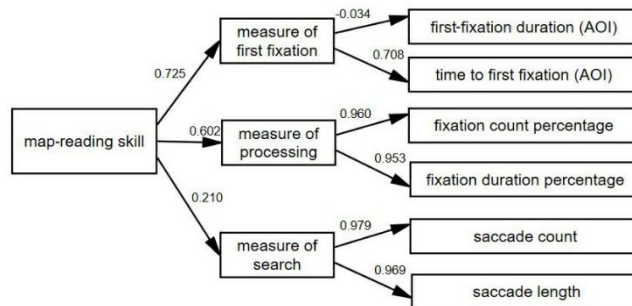 -0.034
first-fixation duration (AOI)
measure of
first fixation
0.708
time to first fixation (AOI)
0.725
0.960
fixation count percentage
map-reading skill
0.602
measure of
processing
0.953
fixation duration percentage
0.210
0.979
saccade count
measure of
search
0.969
saccade length